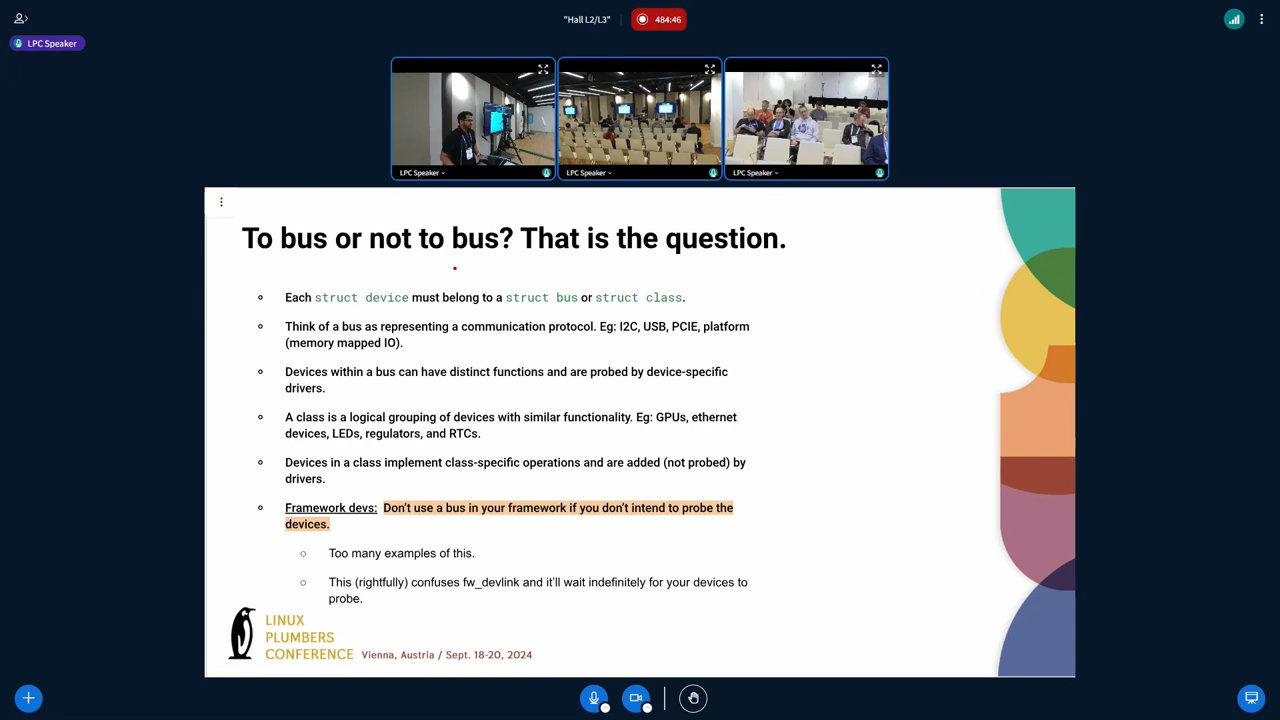 "Hall L2/L3"
484:46
LPC Speaker
LPC Speaker
LPC Speaker
LPC Speaker
To bus or not to bus? That is the question.
Each struct device must belong to a struct bus or struct class.
Think of a bus as representing a communication protocol. Eg: I2C, USB, PCIE, platform
(memory mapped IO).
Devices within a bus can have distinct functions and are probed by device-specific
drivers.
A class is a logical grouping of devices with similar functionality. Eg: GPUs, ethernet
devices, LEDs, regulators, and RTCs.
Devices in a class implement class-specific operations and are added (not probed) by
drivers.
Framework devs: Don't use a bus in your framework if you don't intend to probe the
devices.
Too many examples of this.
This (rightfully) confuses fw_devlink and it'll wait indefinitely for your devices to
probe.
LINUX
PLUMBERS
CONFERENCE Vienna, Austria / Sept. 18-20, 2024